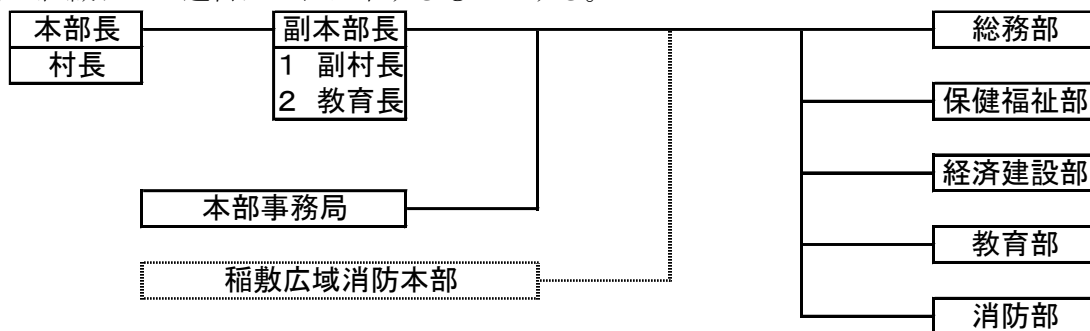 本部長
村長
副本部長
1 副村長
2 教育長
本部事務局
稲敷広域消防本部
総務部
保健福祉部
経済建設部
教育部
消防部